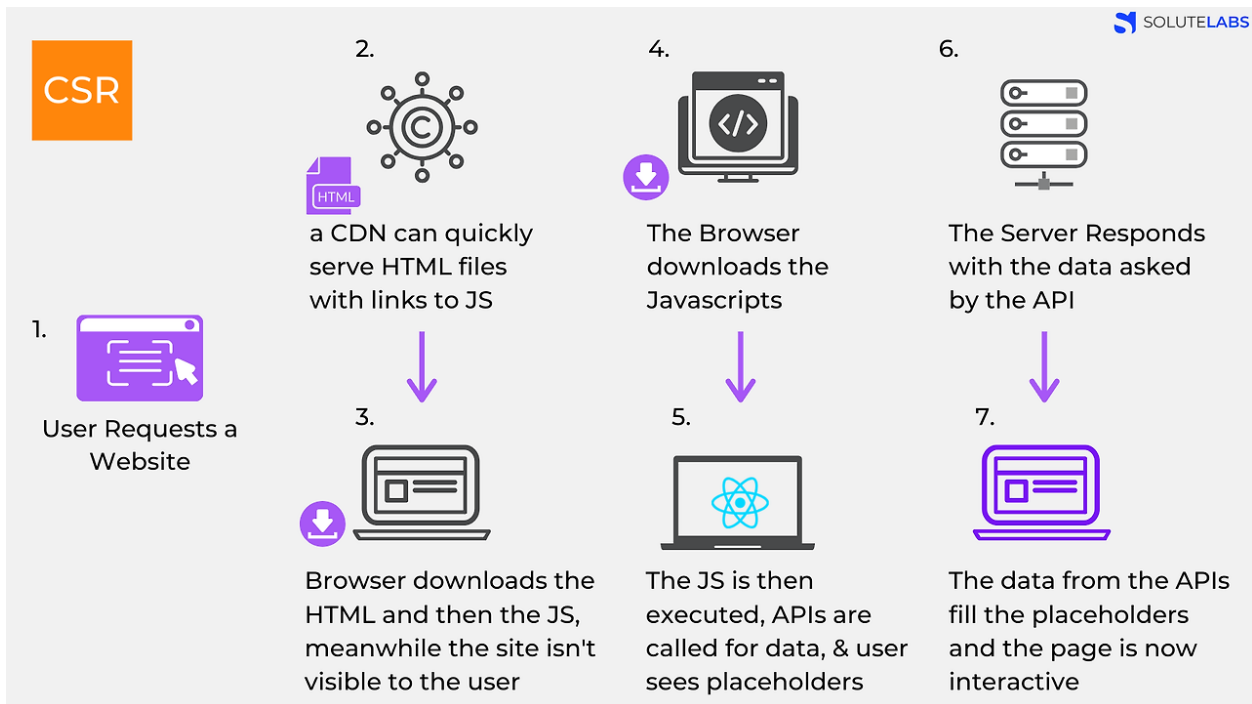 SOLUTELABS
CSR
1.
User Requests a
Website
2.
HTML
a CDN can quickly
serve HTML files
with links to JS
3.
Browser downloads the
HTML and then the JS,
meanwhile the site isn't
visible to the user
4.
</>
The Browser
downloads the
Javascripts
5.
The JS is then
executed, APIs are
called for data, & user
sees placeholders
6.
The Server Responds
with the data asked
by the API
7.
The data from the APIs
fill the placeholders
and the page is now
interactive